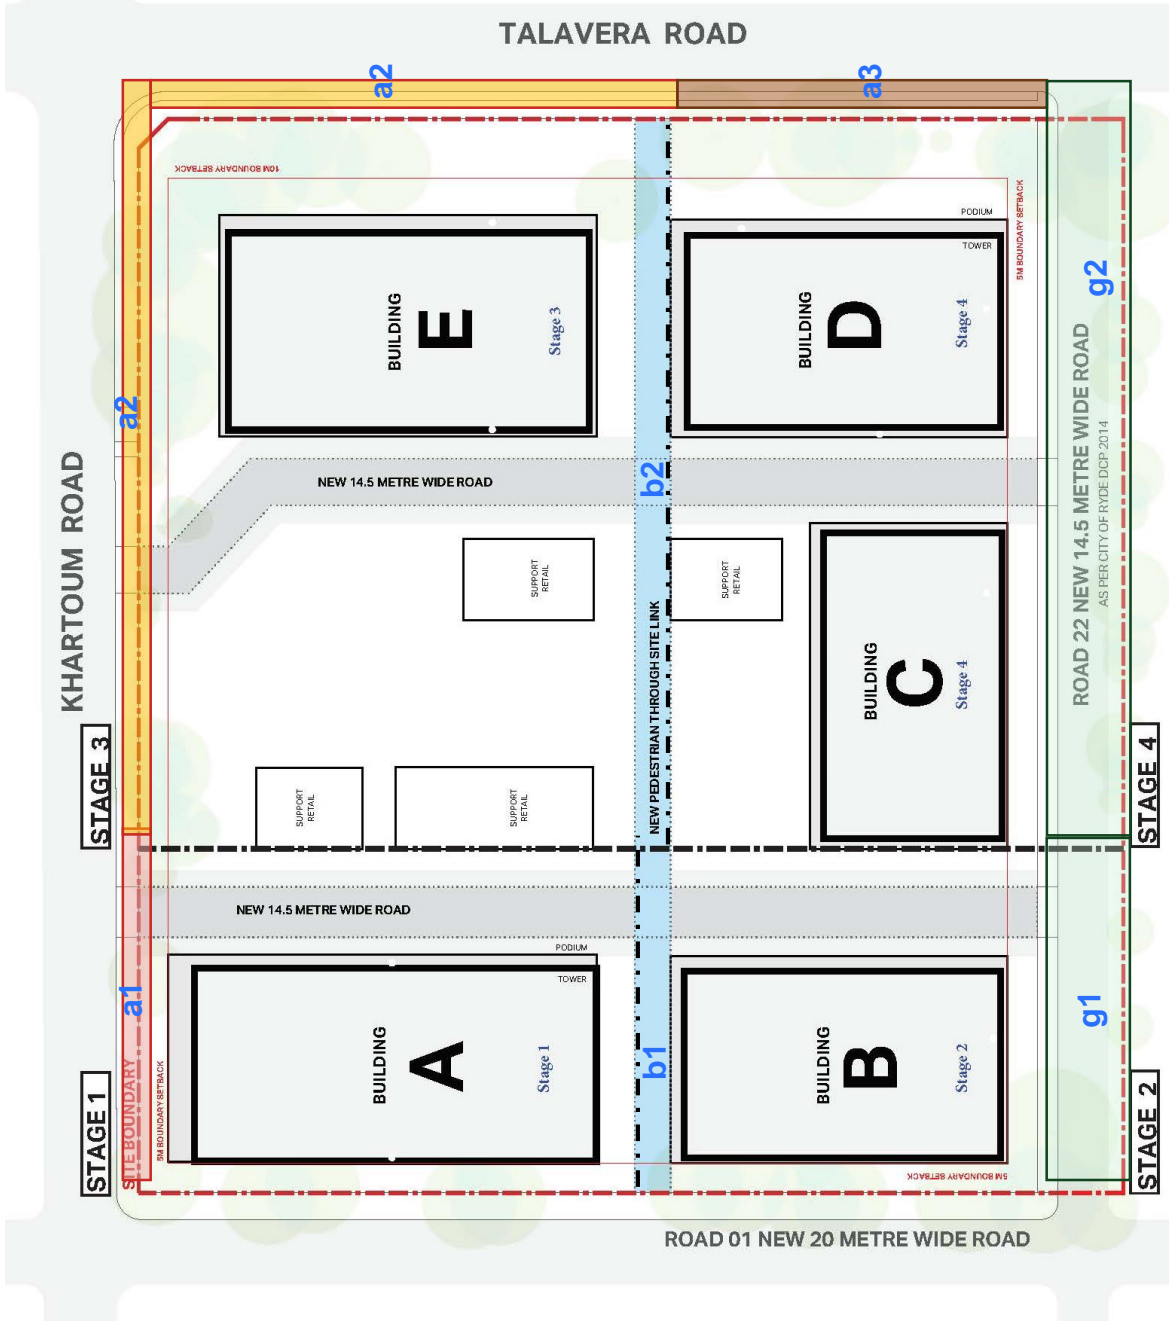 TALAVERA ROAD
a2
a3
10M BOUNDARY SETBACK
PODIUM
TOWER
5M BOUNDARY SETBACK
BUILDING
E
Stage 3
BUILDING
D
Stage 4
g2
a2
KHARTOUM ROAD
NEW 14.5 METRE WIDE ROAD
b2
ROAD 22 NEW 14.5 METRE WIDE ROAD
AS PER CITY OF RYDE DCP 2014
SUPPORT
RETAIL
SUPPORT
RETAIL
NEW PEDESTRIAN THROUGH SITE LINK
BUILDING
C
Stage 4
STAGE 3
SUPPORT
RETAIL
SUPPORT
RETAIL
STAGE 4
NEW 14.5 METRE WIDE ROAD
PODIUM
TOWER
a1
SITE BOUNDARY
5M BOUNDARY SETBACK
BUILDING
A
Stage 1
b1
BUILDING
B
Stage 2
g1
STAGE 1
STAGE 2
5M BOUNDARY SETBACK
ROAD 01 NEW 20 METRE WIDE ROAD